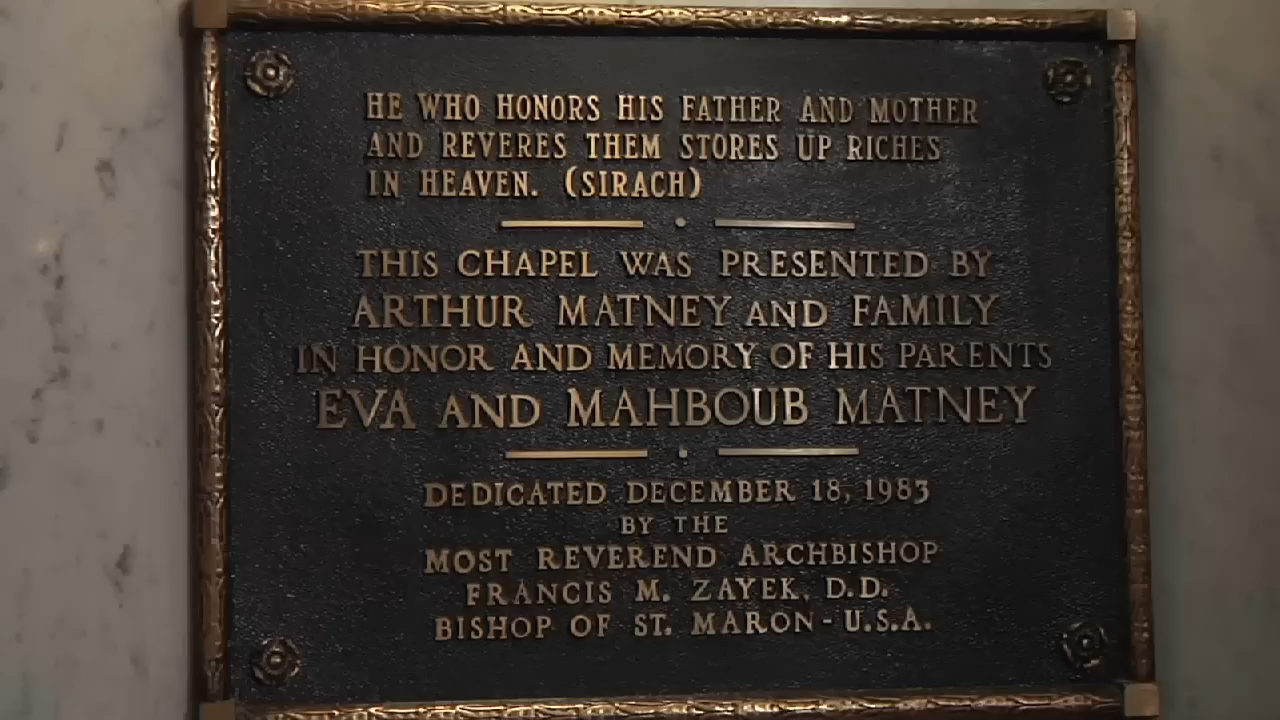 HE WHO HONORS HIS FATHER AND MOTHER
AND REVERES THEM STORES UP RICHES
IN HEAVEN. (SIRACH)
THIS CHAPEL WAS PRESENTED BY
ARTHUR MATNEY AND FAMILY
IN HONOR AND MEMORY OF HIS PARENTS
EVA AND MAHBOUB MATNEY
DEDICATED DECEMBER 18, 1983
BY THE
MOST REVEREND ARCHBISHOP
FRANCIS M. ZAYEK, D.D.
BISHOP OF ST. MARON - U.S.A.